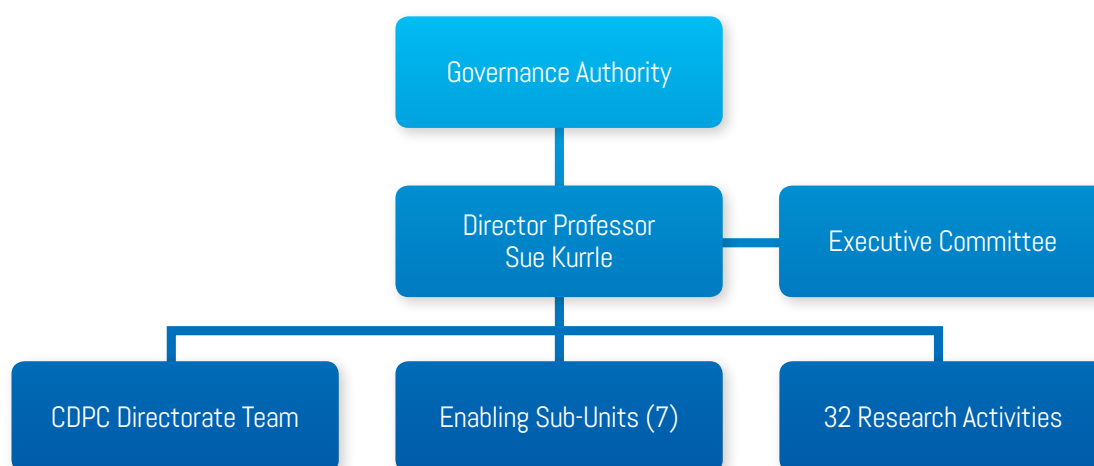 Governance Authority
Director Professor
Sue Kurrle
Executive Committee
CDPC Directorate Team
Enabling Sub-Units (7)
32 Research Activities